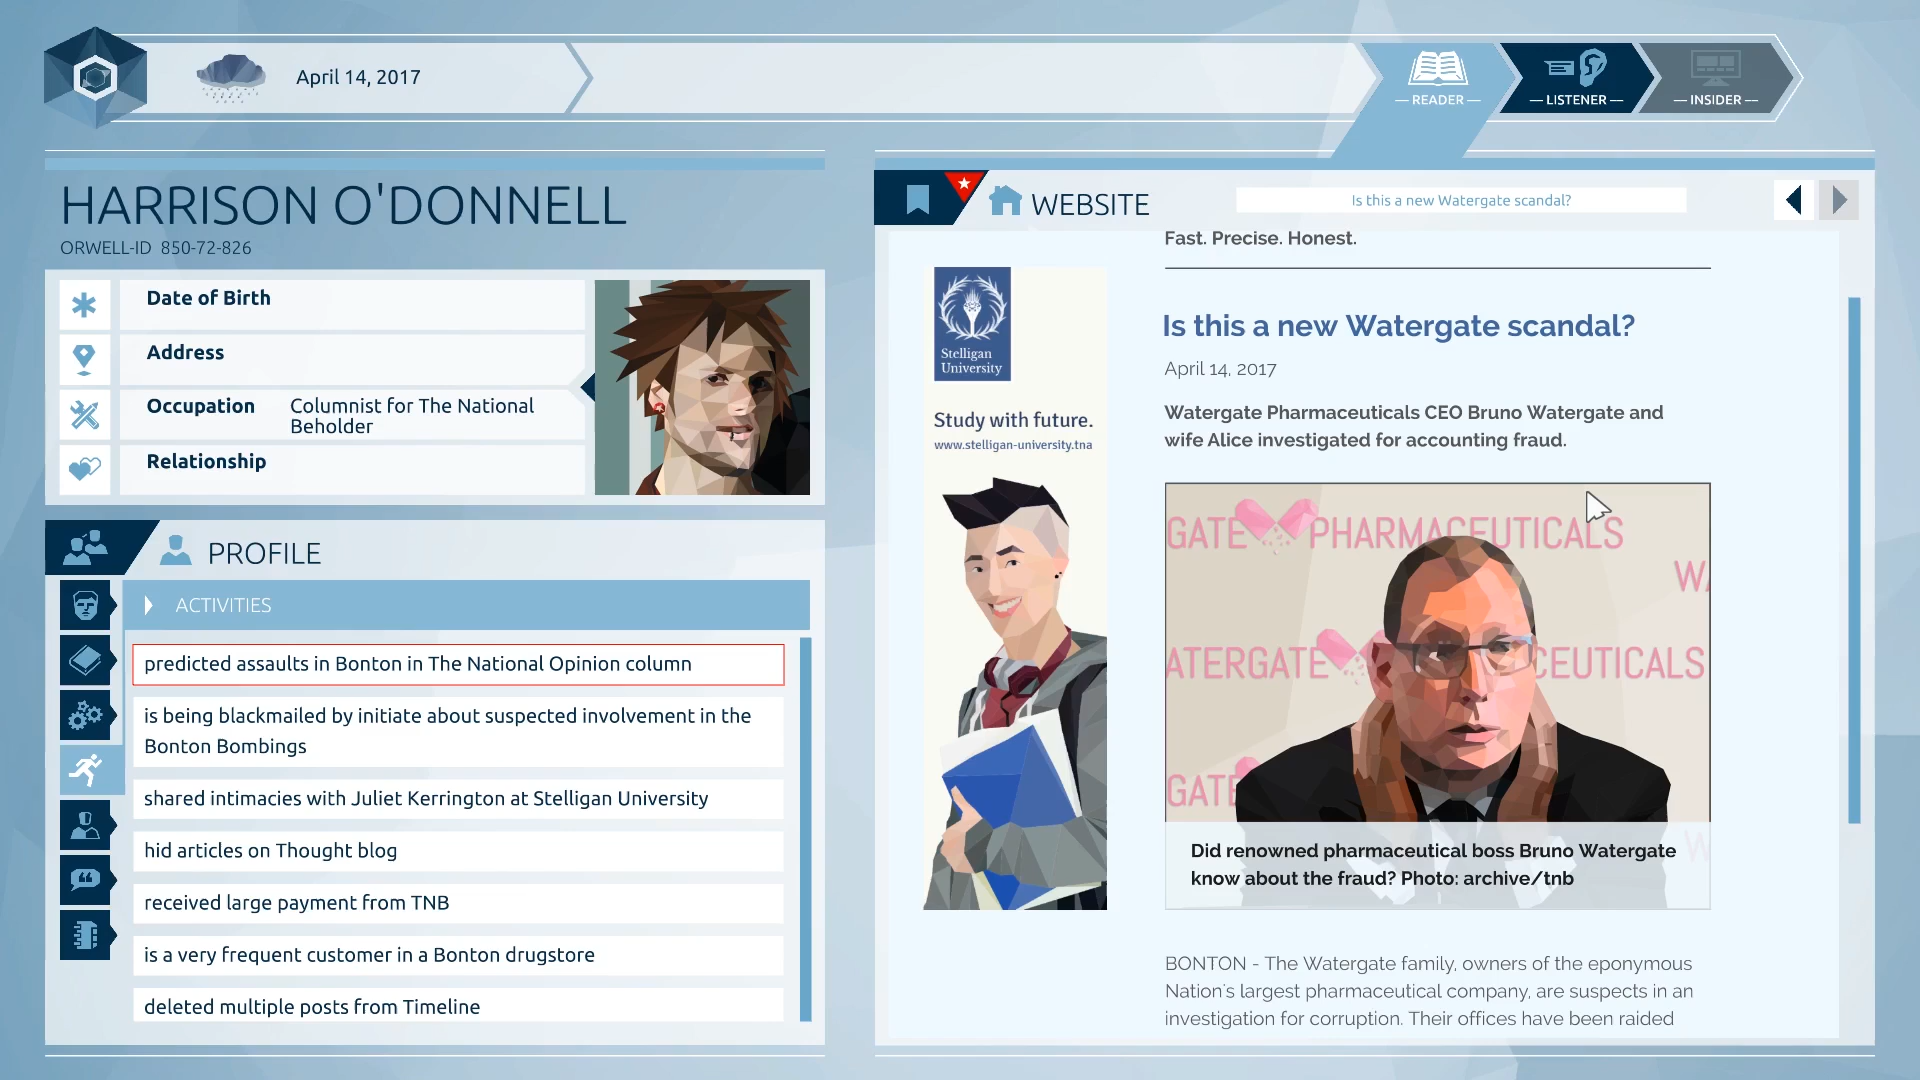 April 14, 2017
— READER —
— LISTENER —
— INSIDER —
HARRISON O'DONNELL
ORWELL-ID 850-72-826
Date of Birth
Address
Occupation Columnist for The National
Beholder
Relationship
PROFILE
ACTIVITIES
predicted assaults in Bonton in The National Opinion column
is being blackmailed by initiate about suspected involvement in the
Bonton Bombings
shared intimacies with Juliet Kerrington at Stelligan University
hid articles on Thought blog
received large payment from TNB
is a very frequent customer in a Bonton drugstore
deleted multiple posts from Timeline
WEBSITE
Is this a new Watergate scandal?
Fast. Precise. Honest.
Stelligan
University
Study with future.
www.stelligan-university.tna
Is this a new Watergate scandal?
April 14, 2017
Watergate Pharmaceuticals CEO Bruno Watergate and
wife Alice investigated for accounting fraud.
GATE PHARMACEUTICALS
WA
ATERGATE CEUTICALS
GATE
W
Did renowned pharmaceutical boss Bruno Watergate
know about the fraud? Photo: archive/tnb
BONTON - The Watergate family, owners of the eponymous
Nation's largest pharmaceutical company, are suspects in an
investigation for corruption. Their offices have been raided